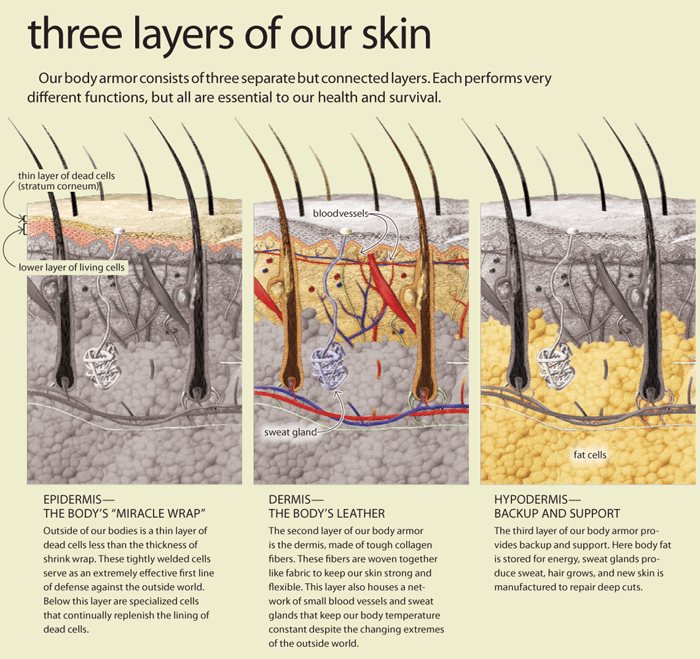 three layers of our skin
Our body armor consists of three separate but connected layers. Each performs very
different functions, but all are essential to our health and survival.
thin layer of dead cells
(stratum corneum)
lower layer of living cells
bloodvessels
sweat gland
fat cells
EPIDERMIS—
THE BODY'S “MIRACLE WRAP”
Outside of our bodies is a thin layer of
dead cells less than the thickness of
shrink wrap. These tightly welded cells
serve as an extremely effective first line
of defense against the outside world.
Below this layer are specialized cells
that continually replenish the lining of
dead cells.
DERMIS—
THE BODY'S LEATHER
The second layer of our body armor
is the dermis, made of tough collagen
fibers. These fibers are woven together
like fabric to keep our skin strong and
flexible. This layer also houses a net-
work of small blood vessels and sweat
glands that keep our body temperature
constant despite the changing extremes
of the outside world.
HYPODERMIS—
BACKUP AND SUPPORT
The third layer of our body armor pro-
vides backup and support. Here body fat
is stored for energy, sweat glands pro-
duce sweat, hair grows, and new skin is
manufactured to repair deep cuts.